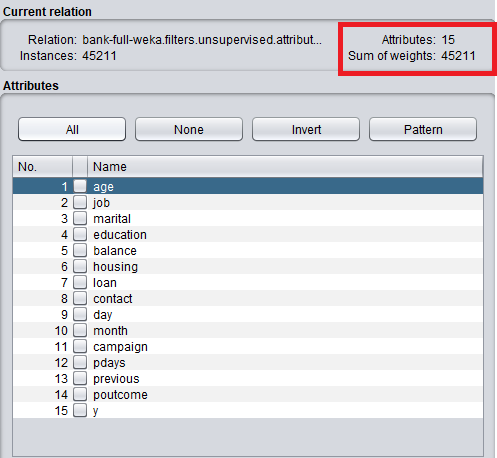 Current relation
Relation: bank-full-weka.filters.unsupervised.attribut... Attributes: 15
Instances: 45211 Sum of weights: 45211
Attributes
All None Invert Pattern
No. Name
1 age
2 job
3 marital
4 education
5 balance
6 housing
7 loan
8 contact
9 day
10 month
11 campaign
12 pdays
13 previous
14 poutcome
15 y